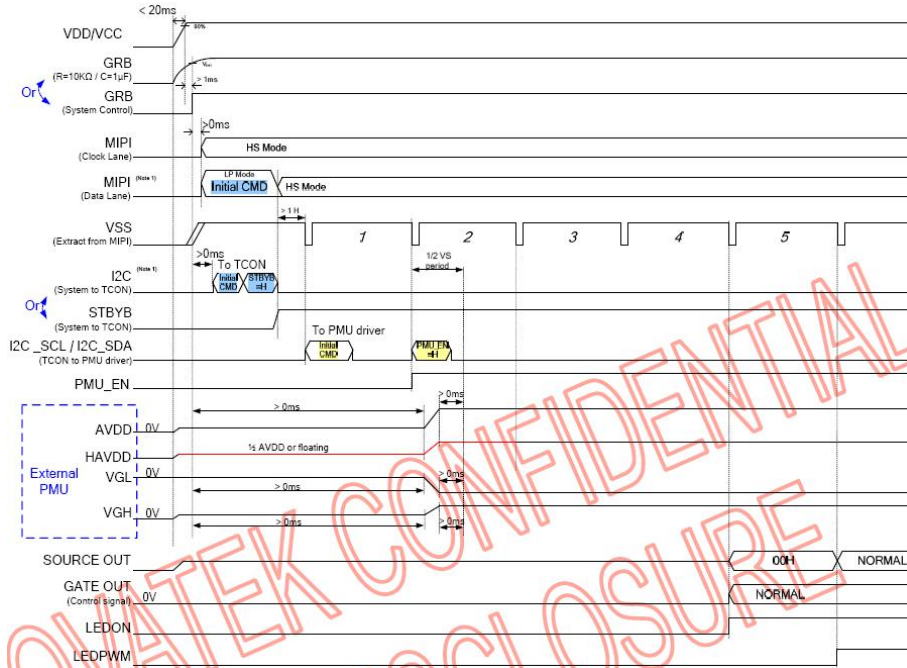 < 20ms
VDD/VCC
90%
GRB
(R=10KΩ / C=1µF)
> 1ms
Or
GRB
(System Control)
>0ms
MIPI
(Clock Lane)
HS Mode
MIPI (Note 1)
(Data Lane)
LP Mode
Initial CMD
HS Mode
> 1 H
VSS
(Extract from MIPI)
1
2
3
4
5
>0ms
1/2 VS
period
I2C (Note 1)
(System to TCON)
To TCON
Initial
CMD
STBYB
=H
Or
STBYB
(System to TCON)
I2C _SCL / I2C_SDA
(TCON to PMU driver)
To PMU driver
Initial
CMD
PMU_EN
=H
PMU_EN
> 0ms
> 0ms
AVDD 0V
HAVDD
½ AVDD or floating
External
PMU
VGL 0V
> 0ms
> 0ms
VGH 0V
> 0ms
> 0ms
SOURCE OUT
00H
NORMAL
GATE OUT
(Control signal)
0V
NORMAL
LEDON
LEDPWM
OVATEK CONFIDENTIAL
SCLOSURE